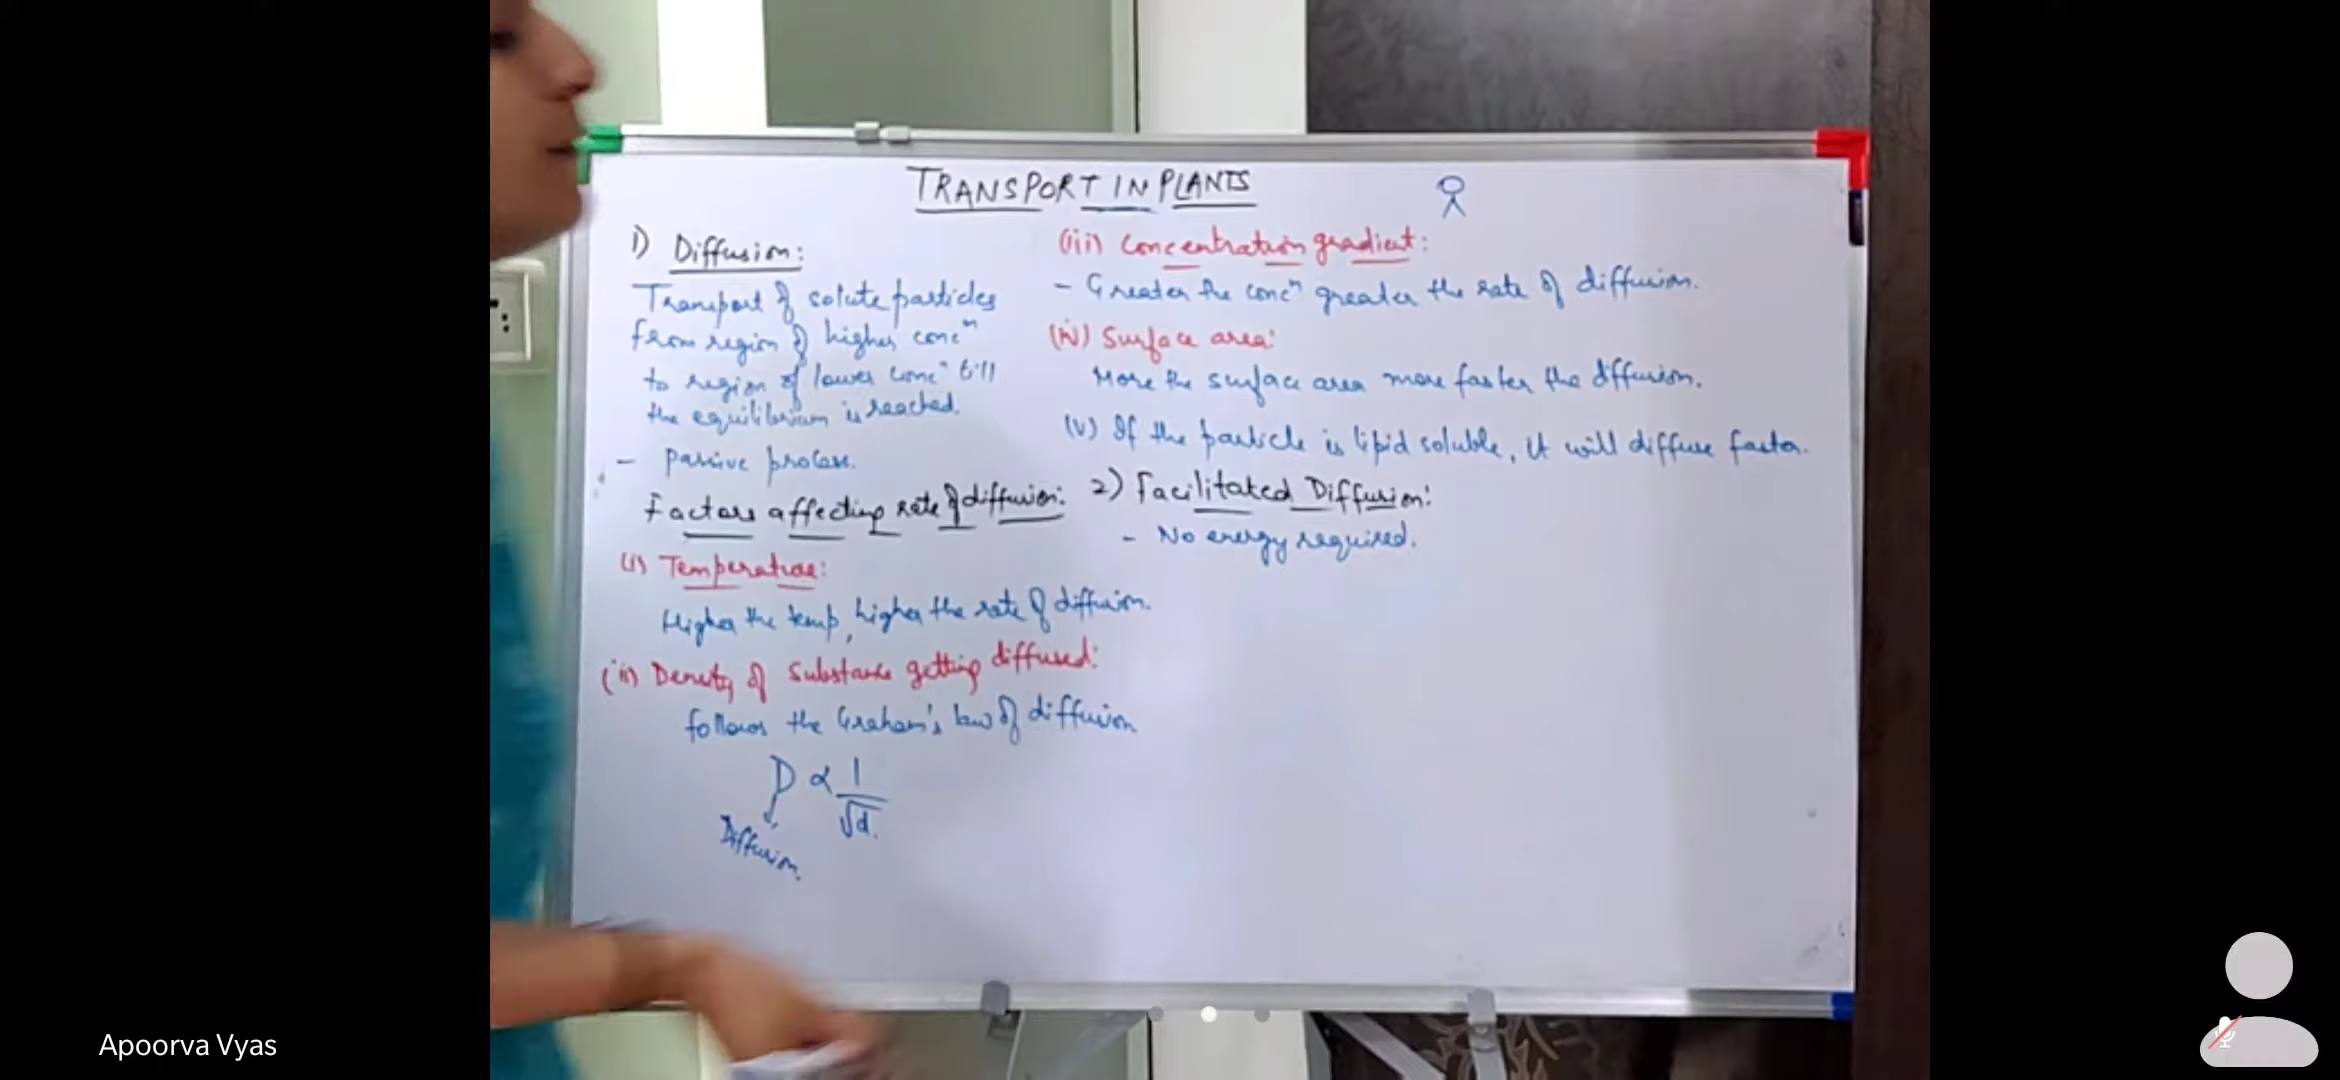 TRANSPORT IN PLANTS
1) Diffusion:
Transport of solute particles
from region of higher concⁿ
to region of lower concⁿ till
the equilibrium is reached.
- passive process.
Factors affecting rate of diffusion:
(i) Temperature:
Higher the temp, higher the rate of diffusion.
(ii) Density of substance getting diffused:
follows the Graham's law of diffusion
D ∝ 1/√d.
Diffusion.
(iii) Concentration gradient:
- Greater the concⁿ greater the rate of diffusion.
(iv) Surface area:
More the surface area more faster the diffusion.
(v) If the particle is lipid soluble, it will diffuse faster.
2) Facilitated Diffusion:
- No energy required.
Apoorva Vyas